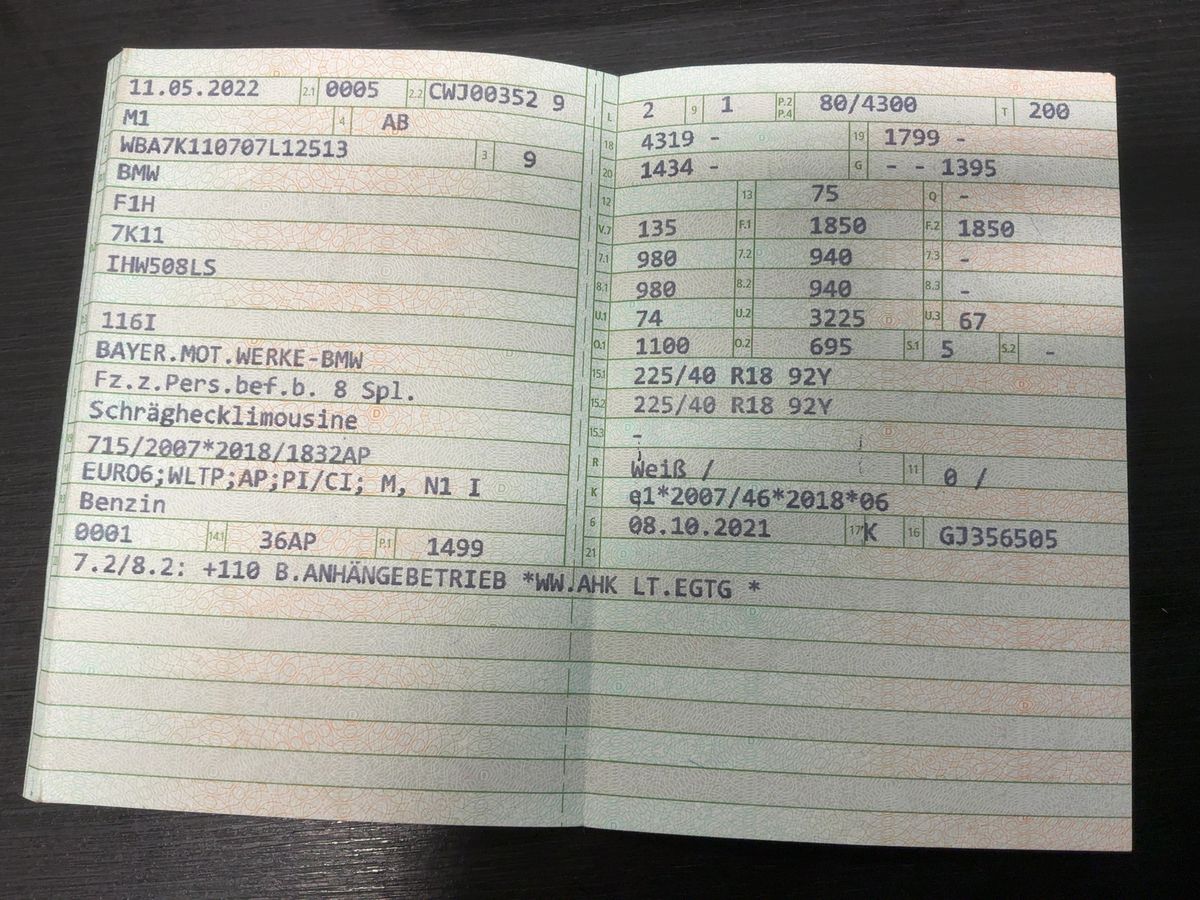 11.05.2022 2.1 0005 2.2 CWJ00352 9
M1 4 AB
WBA7K110707L12513 3 9
BMW
F1H
7K11
IHW508LS
116I
BAYER.MOT.WERKE-BMW
Fz.z.Pers.bef.b. 8 Spl.
Schräghecklimousine
715/2007*2018/1832AP
EURO6;WLTP;AP;PI/CI; M, N1 I
Benzin
0001 14.1 36AP P.1 1499
7.2/8.2: +110 B.ANHÄNGEBETRIEB *WW.AHK LT.EGTG *
L 2 9 1 P.2 P.4 80/4300 T 200
18 4319 - 19 1799 -
20 1434 - G - - 1395
12 13 75 Q -
V.7 135 F.1 1850 F.2 1850
7.1 980 7.2 940 7.3 -
8.1 980 8.2 940 8.3 -
U.1 74 U.2 3225 U.3 67
O.1 1100 O.2 695 S.1 5 S.2 -
15.1 225/40 R18 92Y
15.2 225/40 R18 92Y
15.3 -
R Weiß / 11 0 /
K e1*2007/46*2018*06
6 08.10.2021 17 K 16 GJ356505
21